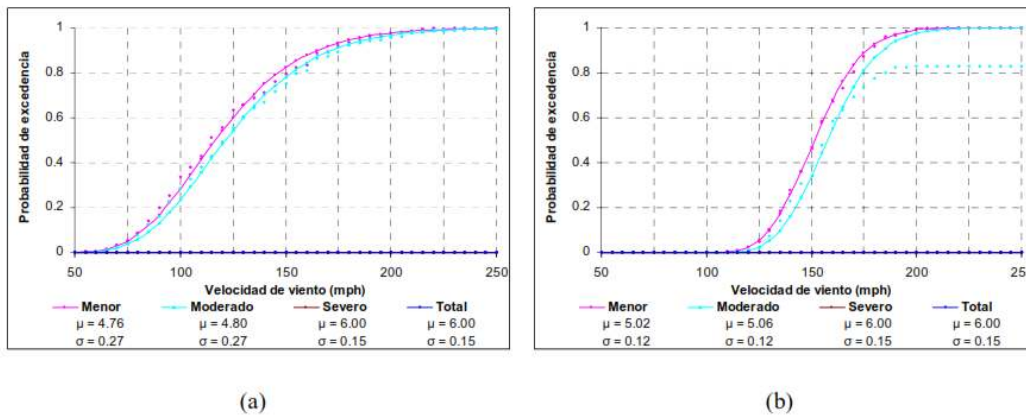 1
0.8
0.6
0.4
0.2
0
Probabilidad de excedencia
50 100 150 200 250
Velocidad de viento (mph)
Menor Moderado Severo Total
μ = 4.76 μ = 4.80 μ = 6.00 μ = 6.00
σ = 0.27 σ = 0.27 σ = 0.15 σ = 0.15
(a)
1
0.8
0.6
0.4
0.2
0
Probabilidad de excedencia
50 100 150 200 250
Velocidad de viento (mph)
Menor Moderado Severo Total
μ = 5.02 μ = 5.06 μ = 6.00 μ = 6.00
σ = 0.12 σ = 0.12 σ = 0.15 σ = 0.15
(b)